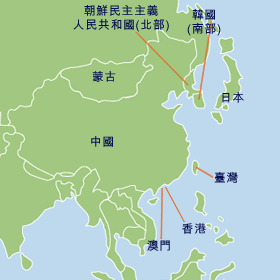 朝鮮民主主義
人民共和國(北部)
韓國
(南部)
蒙古
日本
中國
臺灣
香港
澳門